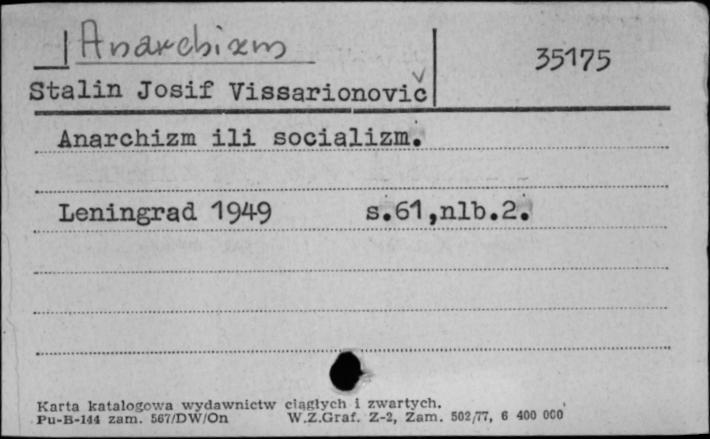 Anarchizm
35175
Stalin Josif Vissarionovič
Anarchizm ili socializm.
Leningrad 1949 s.61,nlb.2.
Karta katalogowa wydawnictw ciągłych i zwartych.
Pu-B-144 zam. 567/DW/On W.Z.Graf. Z-2, Zam. 502/77, 6 400 000